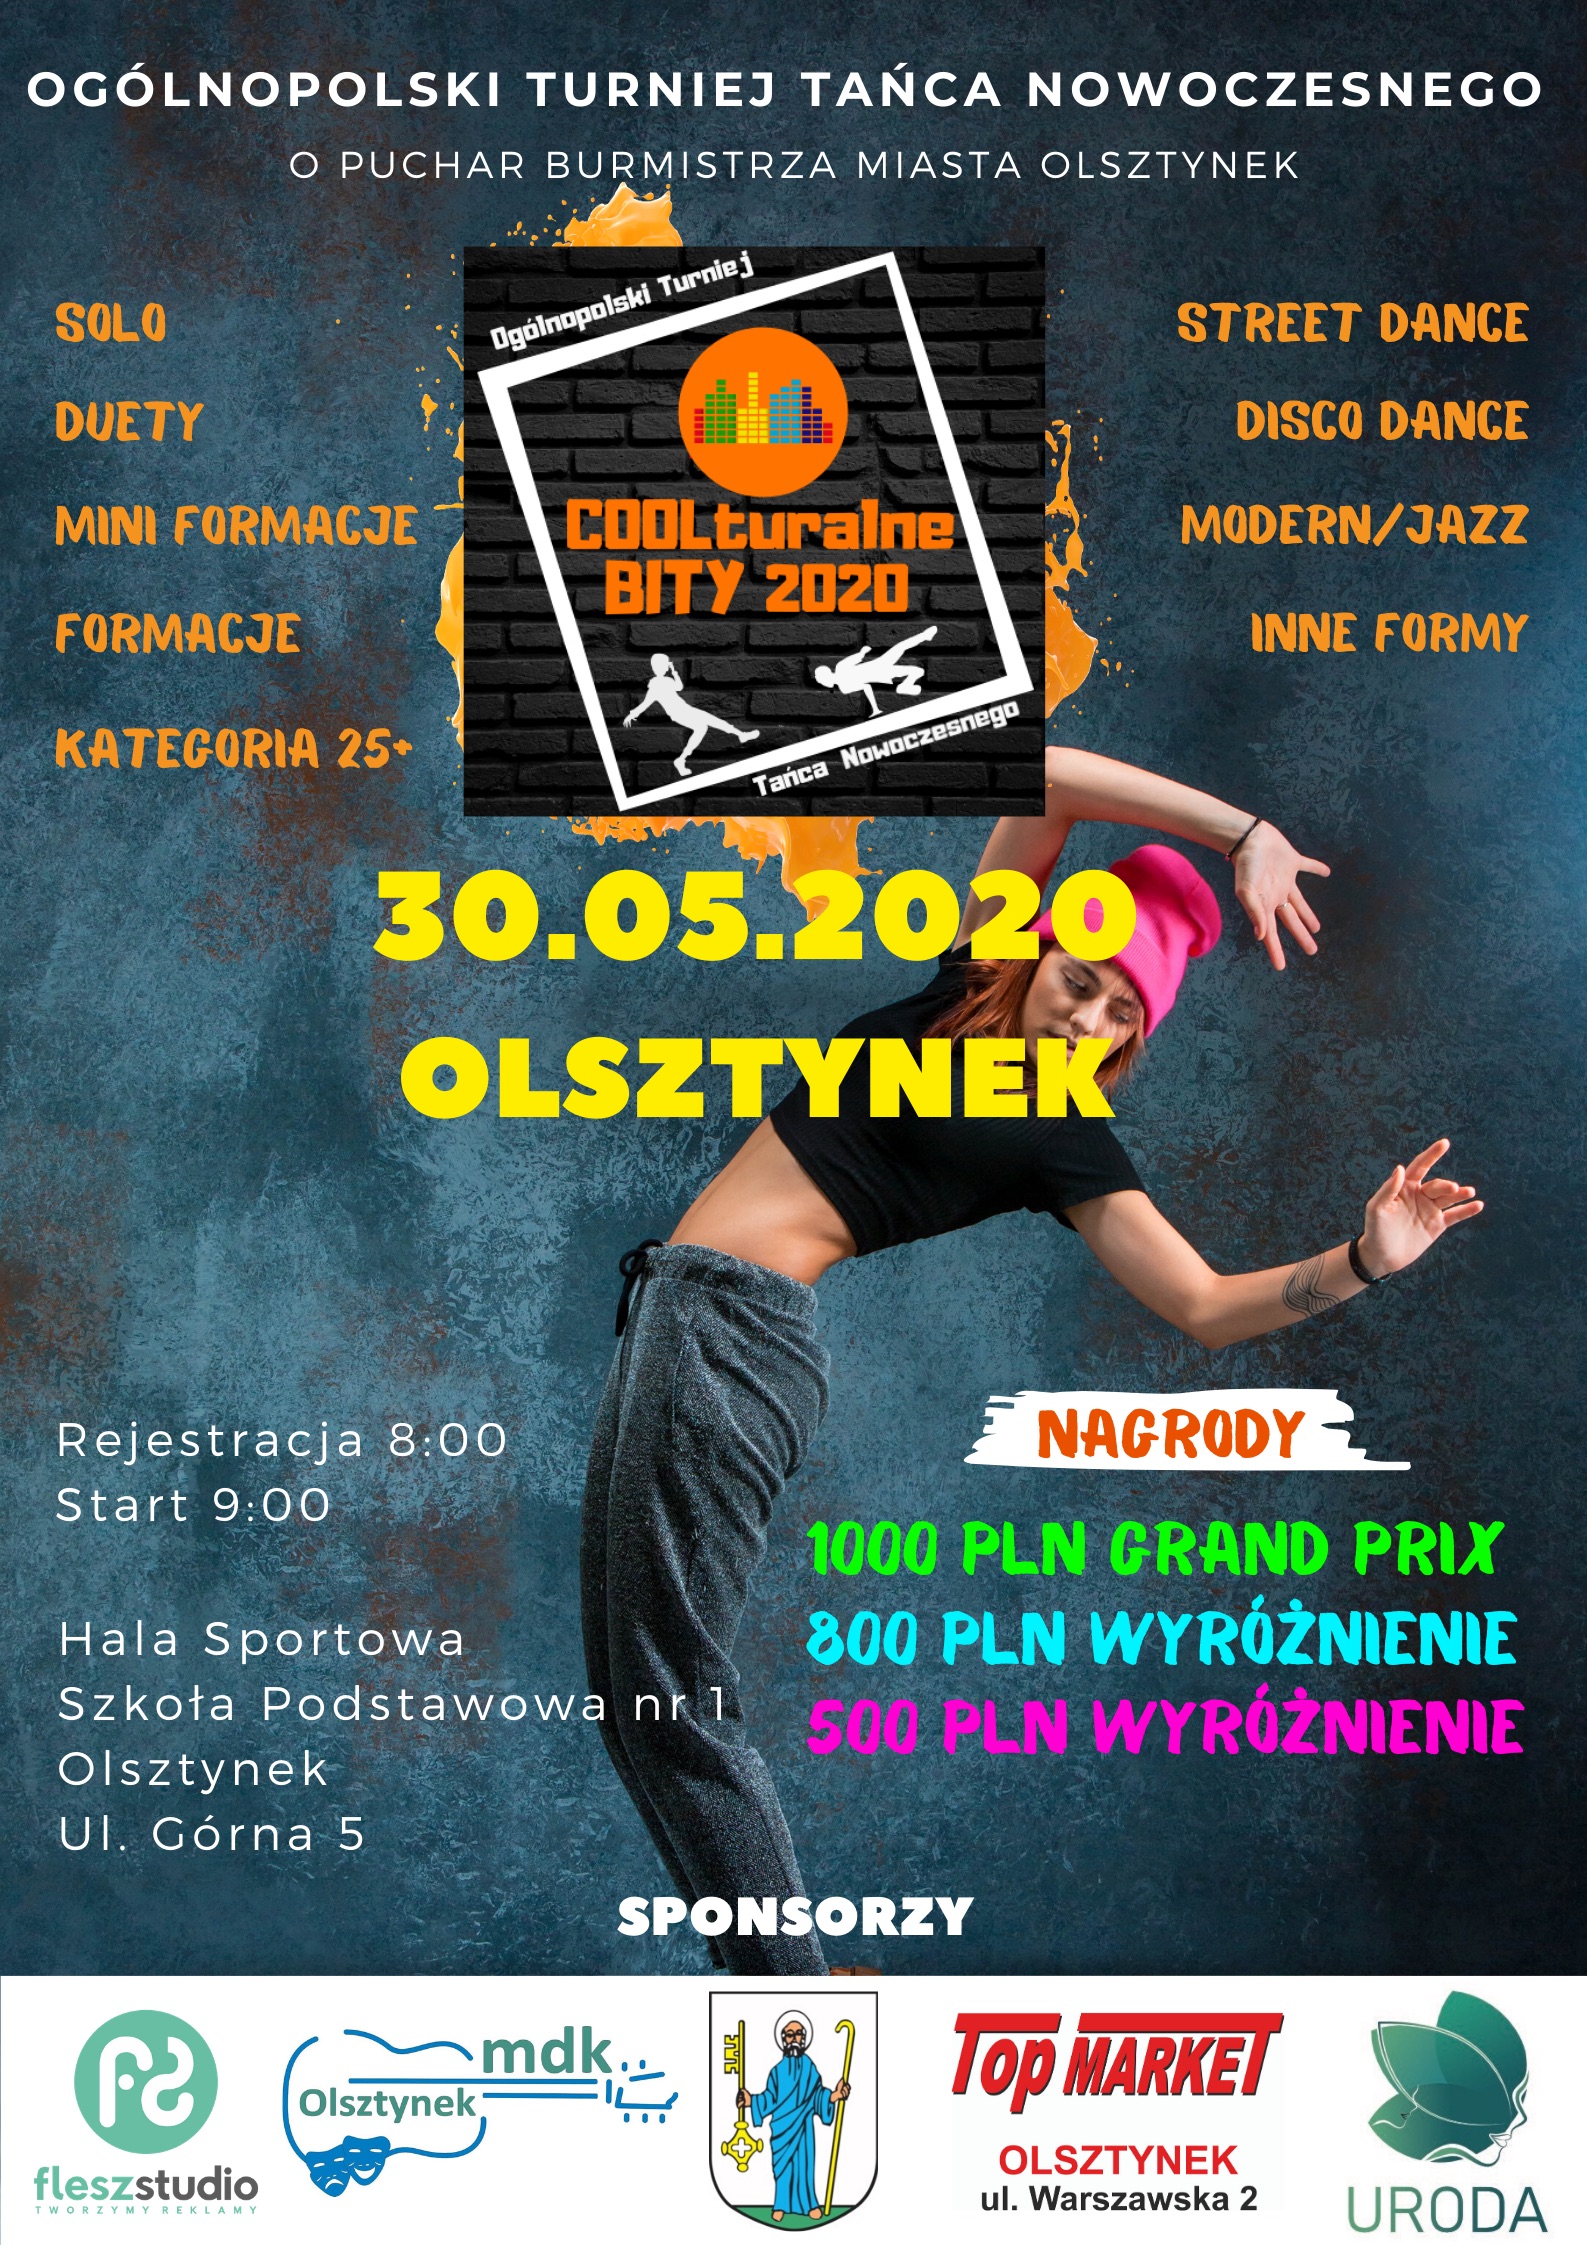 OGÓLNOPOLSKI TURNIEJ TAŃCA NOWOCZESNEGO
O PUCHAR BURMISTRZA MIASTA OLSZTYNEK
Ogólnopolski Turniej
COOLturalne
BITY 2020
Tańca Nowoczesnego
SOLO
DUETY
MINI FORMACJE
FORMACJE
KATEGORIA 25+
STREET DANCE
DISCO DANCE
MODERN/JAZZ
INNE FORMY
30.05.2020
OLSZTYNEK
Rejestracja 8:00
Start 9:00
Hala Sportowa
Szkoła Podstawowa nr 1
Olsztynek
Ul. Górna 5
NAGRODY
1000 PLN GRAND PRIX
800 PLN WYRÓŻNIENIE
500 PLN WYRÓŻNIENIE
SPONSORZY
fleszstudio
TWORZYMY REKLAMY
mdk
Olsztynek
Top MARKET
OLSZTYNEK
ul. Warszawska 2
URODA